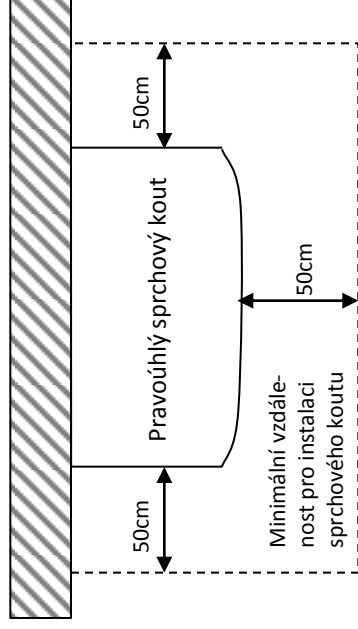 50cm
Pravoúhlý sprchový kout
50cm
50cm
Minimální vzdále-
nost pro instalaci
sprchového koutu